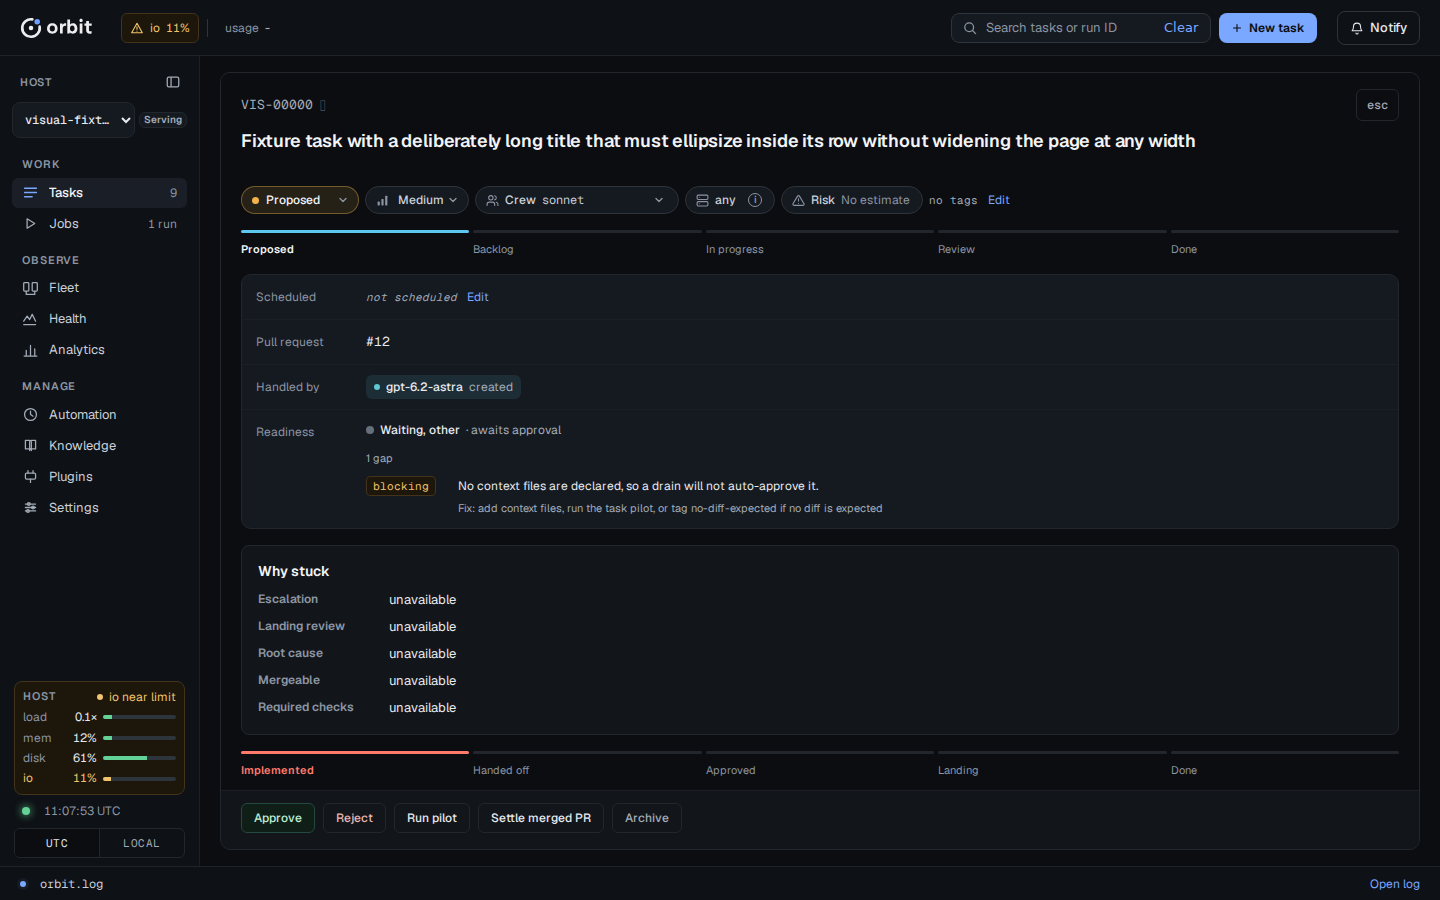 orbit
io 11%
usage -
Search tasks or run ID
Clear
+ New task
Notify
HOST
visual-fixt…
Serving
WORK
Tasks 9
Jobs 1 run
OBSERVE
Fleet
Health
Analytics
MANAGE
Automation
Knowledge
Plugins
Settings
HOST io near limit
load 0.1×
mem 12%
disk 61%
io 11%
11:07:53 UTC
UTC LOCAL
VIS-00000
esc
Fixture task with a deliberately long title that must ellipsize inside its row without widening the page at any width
Proposed
Medium
Crew sonnet
any
Risk No estimate
no tags Edit
Proposed Backlog In progress Review Done
Scheduled not scheduled Edit
Pull request #12
Handled by gpt-6.2-astra created
Readiness Waiting, other · awaits approval
1 gap
blocking No context files are declared, so a drain will not auto-approve it.
Fix: add context files, run the task pilot, or tag no-diff-expected if no diff is expected
Why stuck
Escalation unavailable
Landing review unavailable
Root cause unavailable
Mergeable unavailable
Required checks unavailable
Implemented Handed off Approved Landing Done
Approve Reject Run pilot Settle merged PR Archive
orbit.log
Open log